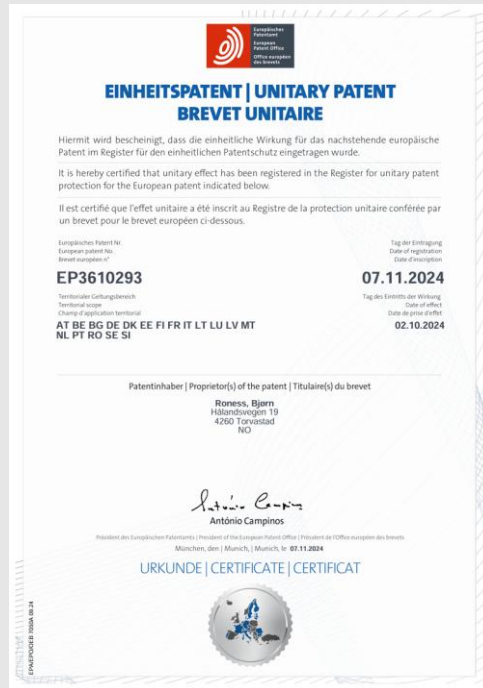 Europäisches
Patentamt
European
Patent Office
Office européen
des brevets
EINHEITSPATENT | UNITARY PATENT
BREVET UNITAIRE
Hiermit wird bescheinigt, dass die einheitliche Wirkung für das nachstehende europäische
Patent im Register für den einheitlichen Patentschutz eingetragen wurde.
It is hereby certified that unitary effect has been registered in the Register for unitary patent
protection for the European patent indicated below.
Il est certifié que l'effet unitaire a été inscrit au Registre de la protection unitaire conférée par
un brevet pour le brevet européen ci-dessous.
Europäisches Patent Nr.
European patent No.
Brevet européen n°
EP3610293
Tag der Eintragung
Date of registration
Date d'inscription
07.11.2024
Territorialer Geltungsbereich
Territorial scope
Champ d'application territorial
AT BE BG DE DK EE FI FR IT LT LU LV MT
NL PT RO SE SI
Tag des Eintritts der Wirkung
Date of effect
Date de prise d'effet
02.10.2024
Patentinhaber | Proprietor(s) of the patent | Titulaire(s) du brevet
Roness, Bjørn
Hålandsvegen 19
4260 Torvastad
NO
António Campinos
António Campinos
Präsident des Europäischen Patentamts | President of the European Patent Office | Président de l'Office européen des brevets
München, den | Munich, | Munich, le 07.11.2024
URKUNDE | CERTIFICATE | CERTIFICAT